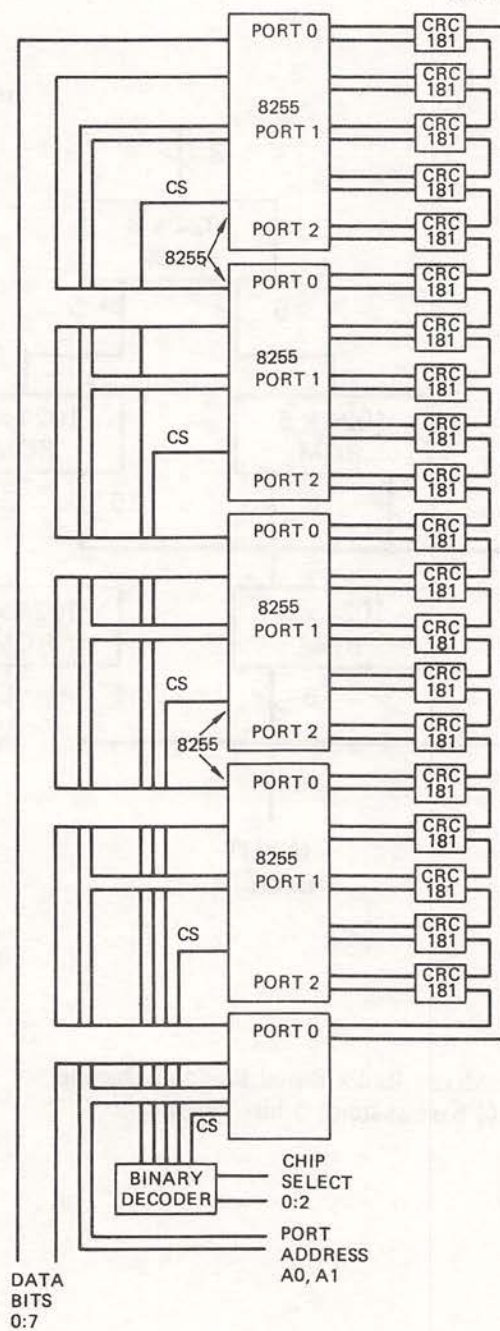 PORT 0
CRC
181
CRC
181
8255
PORT 1
CRC
181
CRC
181
CS
PORT 2
CRC
181
8255
PORT 0
CRC
181
CRC
181
8255
PORT 1
CRC
181
CRC
181
CS
PORT 2
CRC
181
PORT 0
CRC
181
CRC
181
8255
PORT 1
CRC
181
CRC
181
CS
PORT 2
CRC
181
8255
PORT 0
CRC
181
CRC
181
8255
PORT 1
CRC
181
CRC
181
CS
PORT 2
CRC
181
PORT 0
CS
BINARY
DECODER
CHIP
SELECT
0:2
PORT
ADDRESS
A0, A1
DATA
BITS
0:7